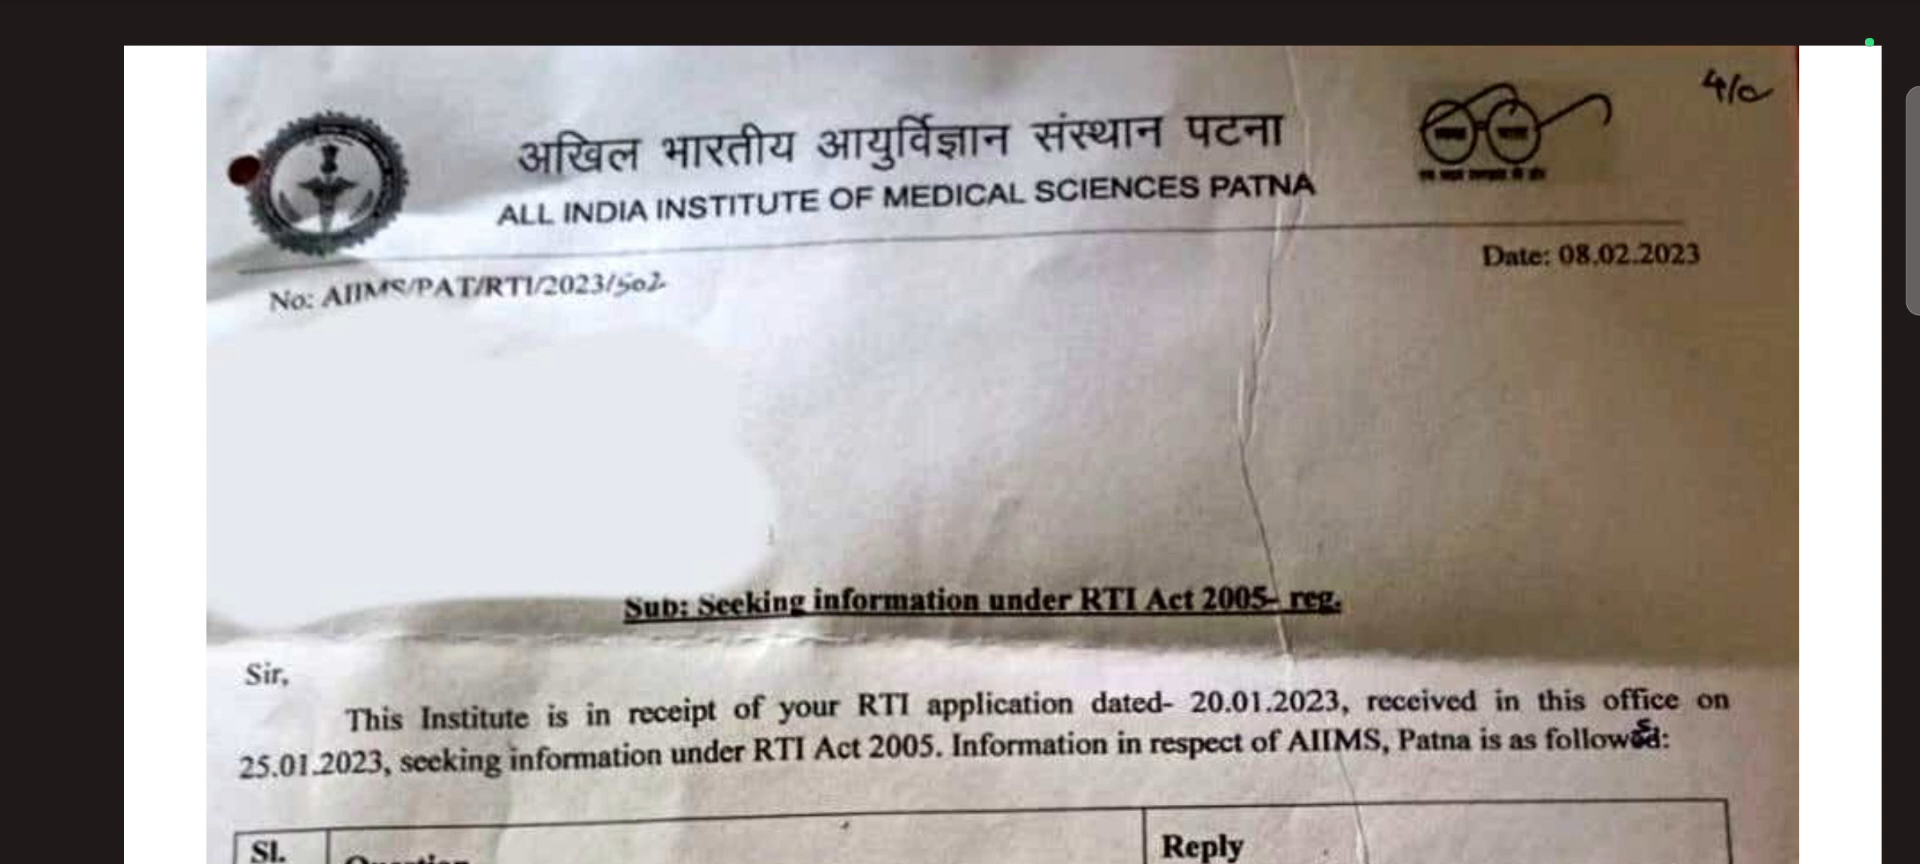 4/c
अखिल भारतीय आयुर्विज्ञान संस्थान पटना
ALL INDIA INSTITUTE OF MEDICAL SCIENCES PATNA
Date: 08.02.2023
No: AIIMS/PAT/RTI/2023/502
Sub: Seeking information under RTI Act 2005- reg.
Sir,
This Institute is in receipt of your RTI application dated- 20.01.2023, received in this office on
25.01.2023, seeking information under RTI Act 2005. Information in respect of AIIMS, Patna is as follows:
Sl. Question Reply